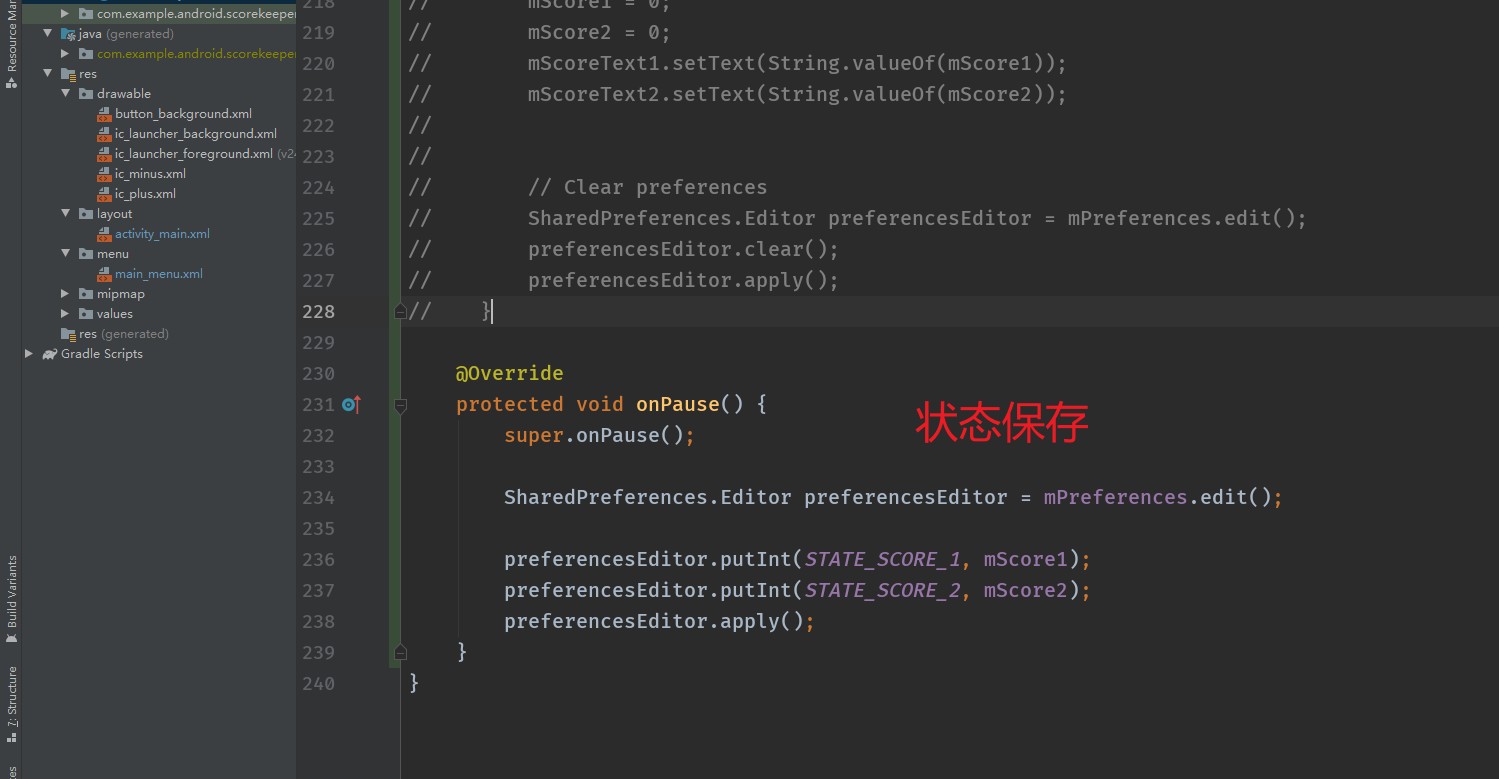 Resource Mar
com.example.android.scorekeeper
java (generated)
com.example.android.scorekeeper
res
drawable
button_background.xml
ic_launcher_background.xml
ic_launcher_foreground.xml (v24
ic_minus.xml
ic_plus.xml
layout
activity_main.xml
menu
main_menu.xml
mipmap
values
res (generated)
Gradle Scripts
Build Variants
7: Structure
218 // mScore1 = 0;
219 // mScore2 = 0;
220 // mScoreText1.setText(String.valueOf(mScore1));
221 // mScoreText2.setText(String.valueOf(mScore2));
222 //
223 //
224 // // Clear preferences
225 // SharedPreferences.Editor preferencesEditor = mPreferences.edit();
226 // preferencesEditor.clear();
227 // preferencesEditor.apply();
228 // }
229
230 @Override
231 protected void onPause() {
状态保存
232 super.onPause();
233
234 SharedPreferences.Editor preferencesEditor = mPreferences.edit();
235
236 preferencesEditor.putInt(STATE_SCORE_1, mScore1);
237 preferencesEditor.putInt(STATE_SCORE_2, mScore2);
238 preferencesEditor.apply();
239 }
240 }